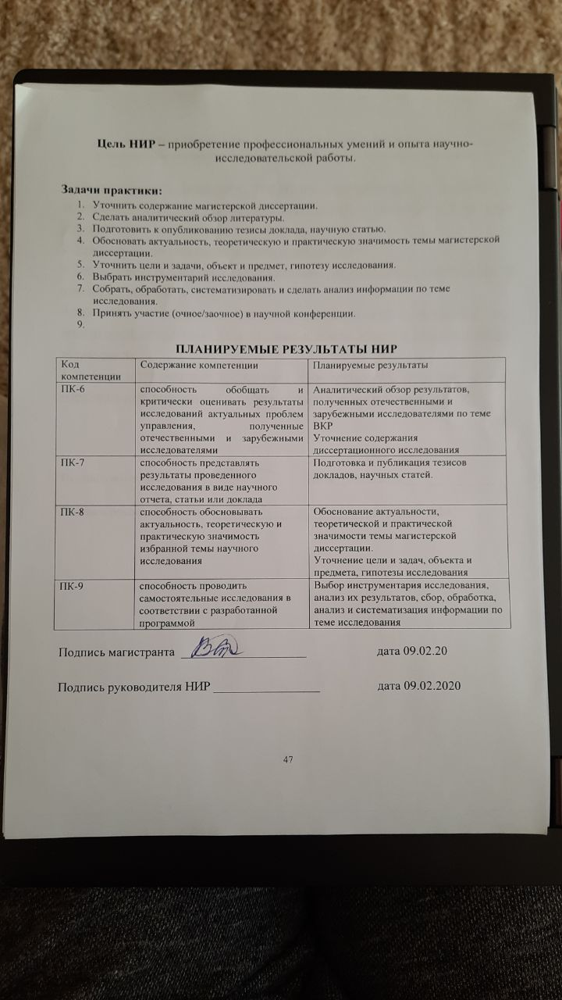 Цель НИР – приобретение профессиональных умений и опыта научно-
исследовательской работы.
Задачи практики:
1. Уточнить содержание магистерской диссертации.
2. Сделать аналитический обзор литературы.
3. Подготовить к опубликованию тезисы доклада, научную статью.
4. Обосновать актуальность, теоретическую и практическую значимость темы магистерской
диссертации.
5. Уточнить цели и задачи, объект и предмет, гипотезу исследования.
6. Выбрать инструментарий исследования.
7. Собрать, обработать, систематизировать и сделать анализ информации по теме
исследования.
8. Принять участие (очное/заочное) в научной конференции.
9.
ПЛАНИРУЕМЫЕ РЕЗУЛЬТАТЫ НИР
Код
компетенции
Содержание компетенции
Планируемые результаты
ПК-6
способность обобщать и
критически оценивать результаты
исследований актуальных проблем
управления, полученные
отечественными и зарубежными
исследователями
Аналитический обзор результатов,
полученных отечественными и
зарубежными исследователями по теме
ВКР
Уточнение содержания
диссертационного исследования
ПК-7
способность представлять
результаты проведенного
исследования в виде научного
отчета, статьи или доклада
Подготовка и публикация тезисов
докладов, научных статей.
ПК-8
способность обосновывать
актуальность, теоретическую и
практическую значимость
избранной темы научного
исследования
Обоснование актуальности,
теоретической и практической
значимости темы магистерской
диссертации.
Уточнение цели и задач, объекта и
предмета, гипотезы исследования
ПК-9
способность проводить
самостоятельные исследования в
соответствии с разработанной
программой
Выбор инструментария исследования,
анализ их результатов, сбор, обработка,
анализ и систематизация информации по
теме исследования
Подпись магистранта дата 09.02.20
Подпись руководителя НИР дата 09.02.2020
47